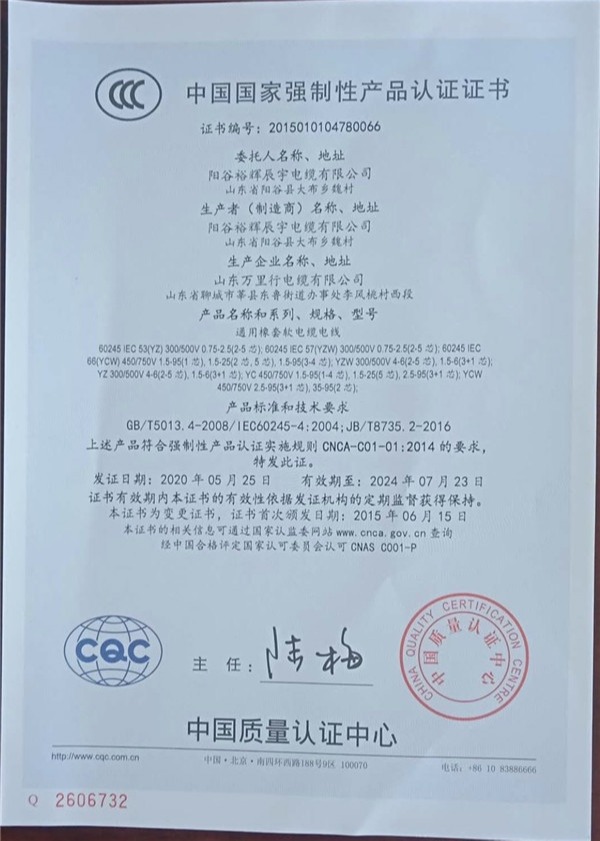 CCC
中国国家强制性产品认证证书
证书编号：2015010104780066
委托人名称、地址
阳谷裕辉辰宇电缆有限公司
山东省阳谷县大布乡魏村
生产者（制造商）名称、地址
阳谷裕辉辰宇电缆有限公司
山东省阳谷县大布乡魏村
生产企业名称、地址
山东万里行电缆有限公司
山东省聊城市莘县东鲁街道办事处李凤桃村西段
产品名称和系列、规格、型号
通用橡套软电缆电线
60245 IEC 53(YZ) 300/500V 0.75-2.5(2-5 芯); 60245 IEC 57(YZW) 300/500V 0.75-2.5(2-5 芯); 60245 IEC
66(YCW) 450/750V 1.5-95(1 芯), 1.5-25(2 芯, 5 芯), 1.5-95(3-4 芯); YZW 300/500V 4-6(2-5 芯), 1.5-6(3+1 芯);
YZ 300/500V 4-6(2-5 芯), 1.5-6(3+1 芯); YC 450/750V 1.5-95(1-4 芯), 1.5-25(5 芯), 2.5-95(3+1 芯); YCW
450/750V 2.5-95(3+1 芯), 35-95(2 芯);
产品标准和技术要求
GB/T5013.4-2008/IEC60245-4:2004;JB/T8735.2-2016
上述产品符合强制性产品认证实施规则 CNCA-C01-01:2014 的要求，
特发此证。
发证日期：2020 年 05 月 25 日 有效期至：2024 年 07 月 23 日
证书有效期内本证书的有效性依据发证机构的定期监督获得保持。
本证书为变更证书，证书首次颁发日期：2015 年 06 月 15 日
本证书的相关信息可通过国家认监委网站 www.cnca.gov.cn 查询
经中国合格评定国家认可委员会认可 CNAS C001-P
CQC
主 任：陆梅
CHINA QUALITY CERTIFICATION CENTRE
中国质量认证中心
中国质量认证中心
http://www.cqc.com.cn 中国·北京·南四环西路188号9区 100070 电话：+86 10 83886666
Q 2606732